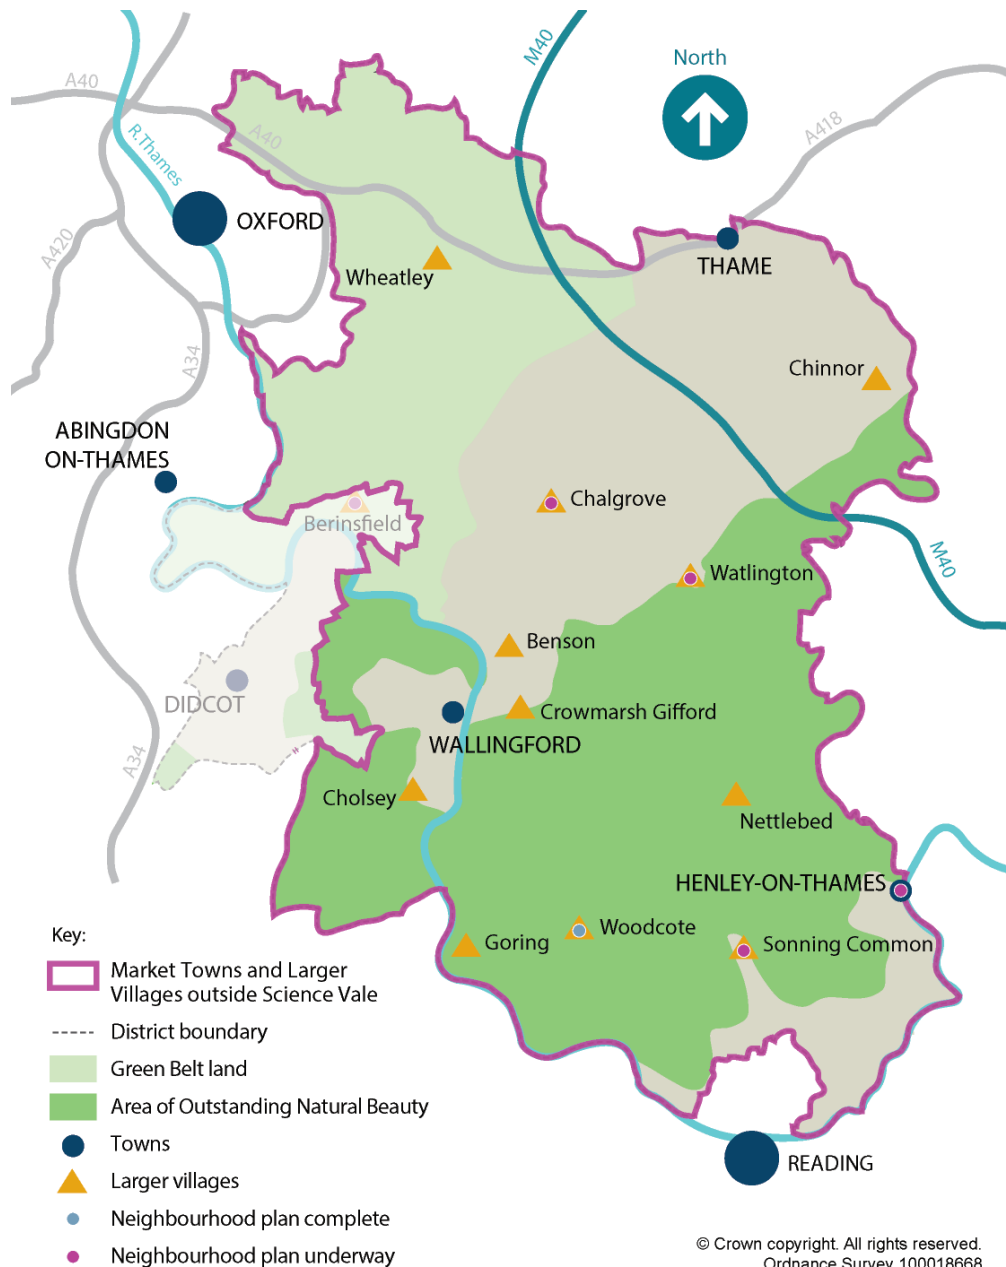 M40
North
A40
A418
A40
R.Thames
OXFORD
A420
THAME
Wheatley
A34
Chinnor
ABINGDON
ON-THAMES
Chalgrove
Berinsfield
M40
Watlington
Benson
DIDCOT
Crowmarsh Gifford
WALLINGFORD
A34
Cholsey
Nettlebed
HENLEY-ON-THAMES
Woodcote
Goring
Sonning Common
Key:
Market Towns and Larger
Villages outside Science Vale
District boundary
Green Belt land
Area of Outstanding Natural Beauty
Towns
READING
Larger villages
Neighbourhood plan complete
Neighbourhood plan underway
© Crown copyright. All rights reserved.
Ordnance Survey 100018668